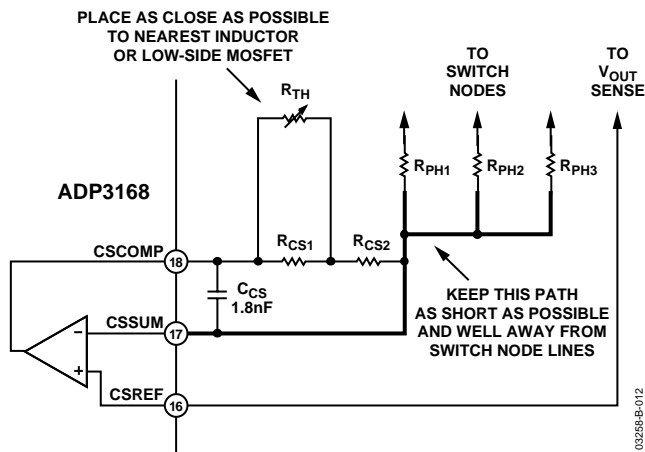 PLACE AS CLOSE AS POSSIBLE
TO NEAREST INDUCTOR
OR LOW-SIDE MOSFET
TO
SWITCH
NODES
TO
VOUT
SENSE
RTH
RPH1
RPH2
RPH3
ADP3168
CSCOMP
18
RCS1
RCS2
CCS
1.8nF
KEEP THIS PATH
AS SHORT AS POSSIBLE
AND WELL AWAY FROM
SWITCH NODE LINES
CSSUM
17
–
+
CSREF
16
03258-B-012